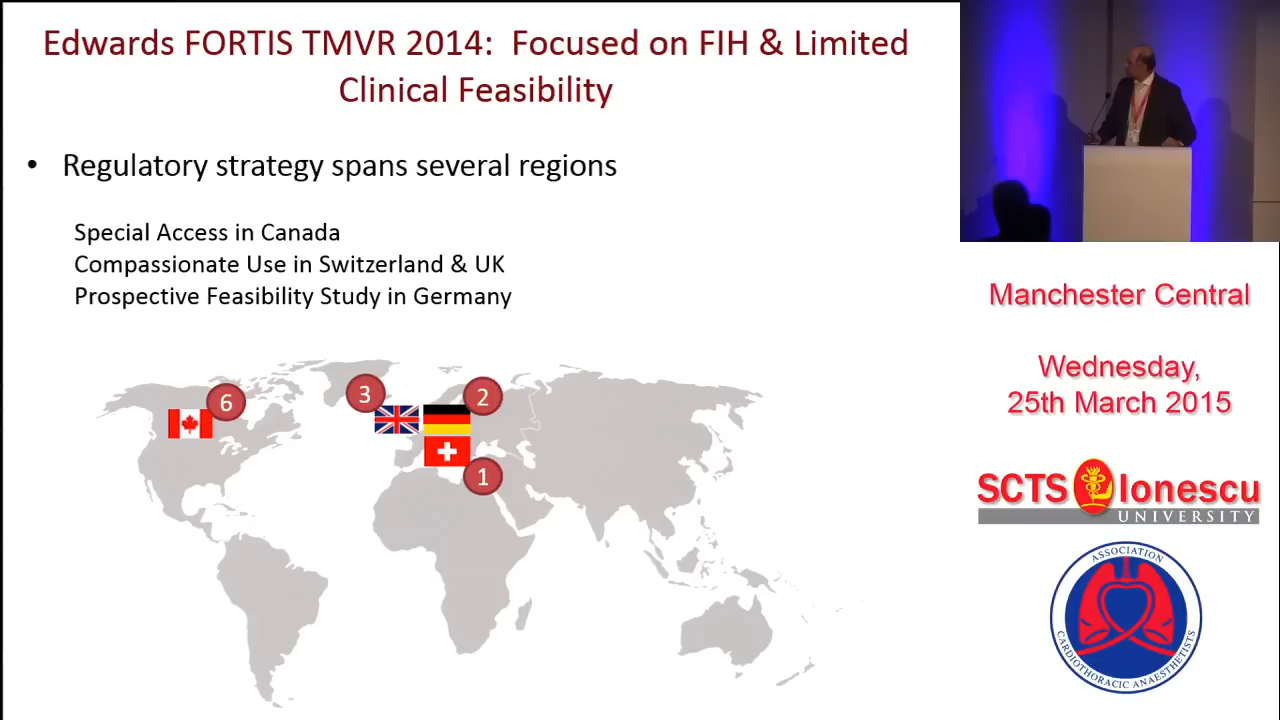 Edwards FORTIS TMVR 2014: Focused on FIH & Limited
Clinical Feasibility
• Regulatory strategy spans several regions
Special Access in Canada
Compassionate Use in Switzerland & UK
Prospective Feasibility Study in Germany
6
3
2
1
Manchester Central
Wednesday,
25th March 2015
SCTS Ionescu
UNIVERSITY
ASSOCIATION
CARDIOTHORACIC ANAESTHETISTS